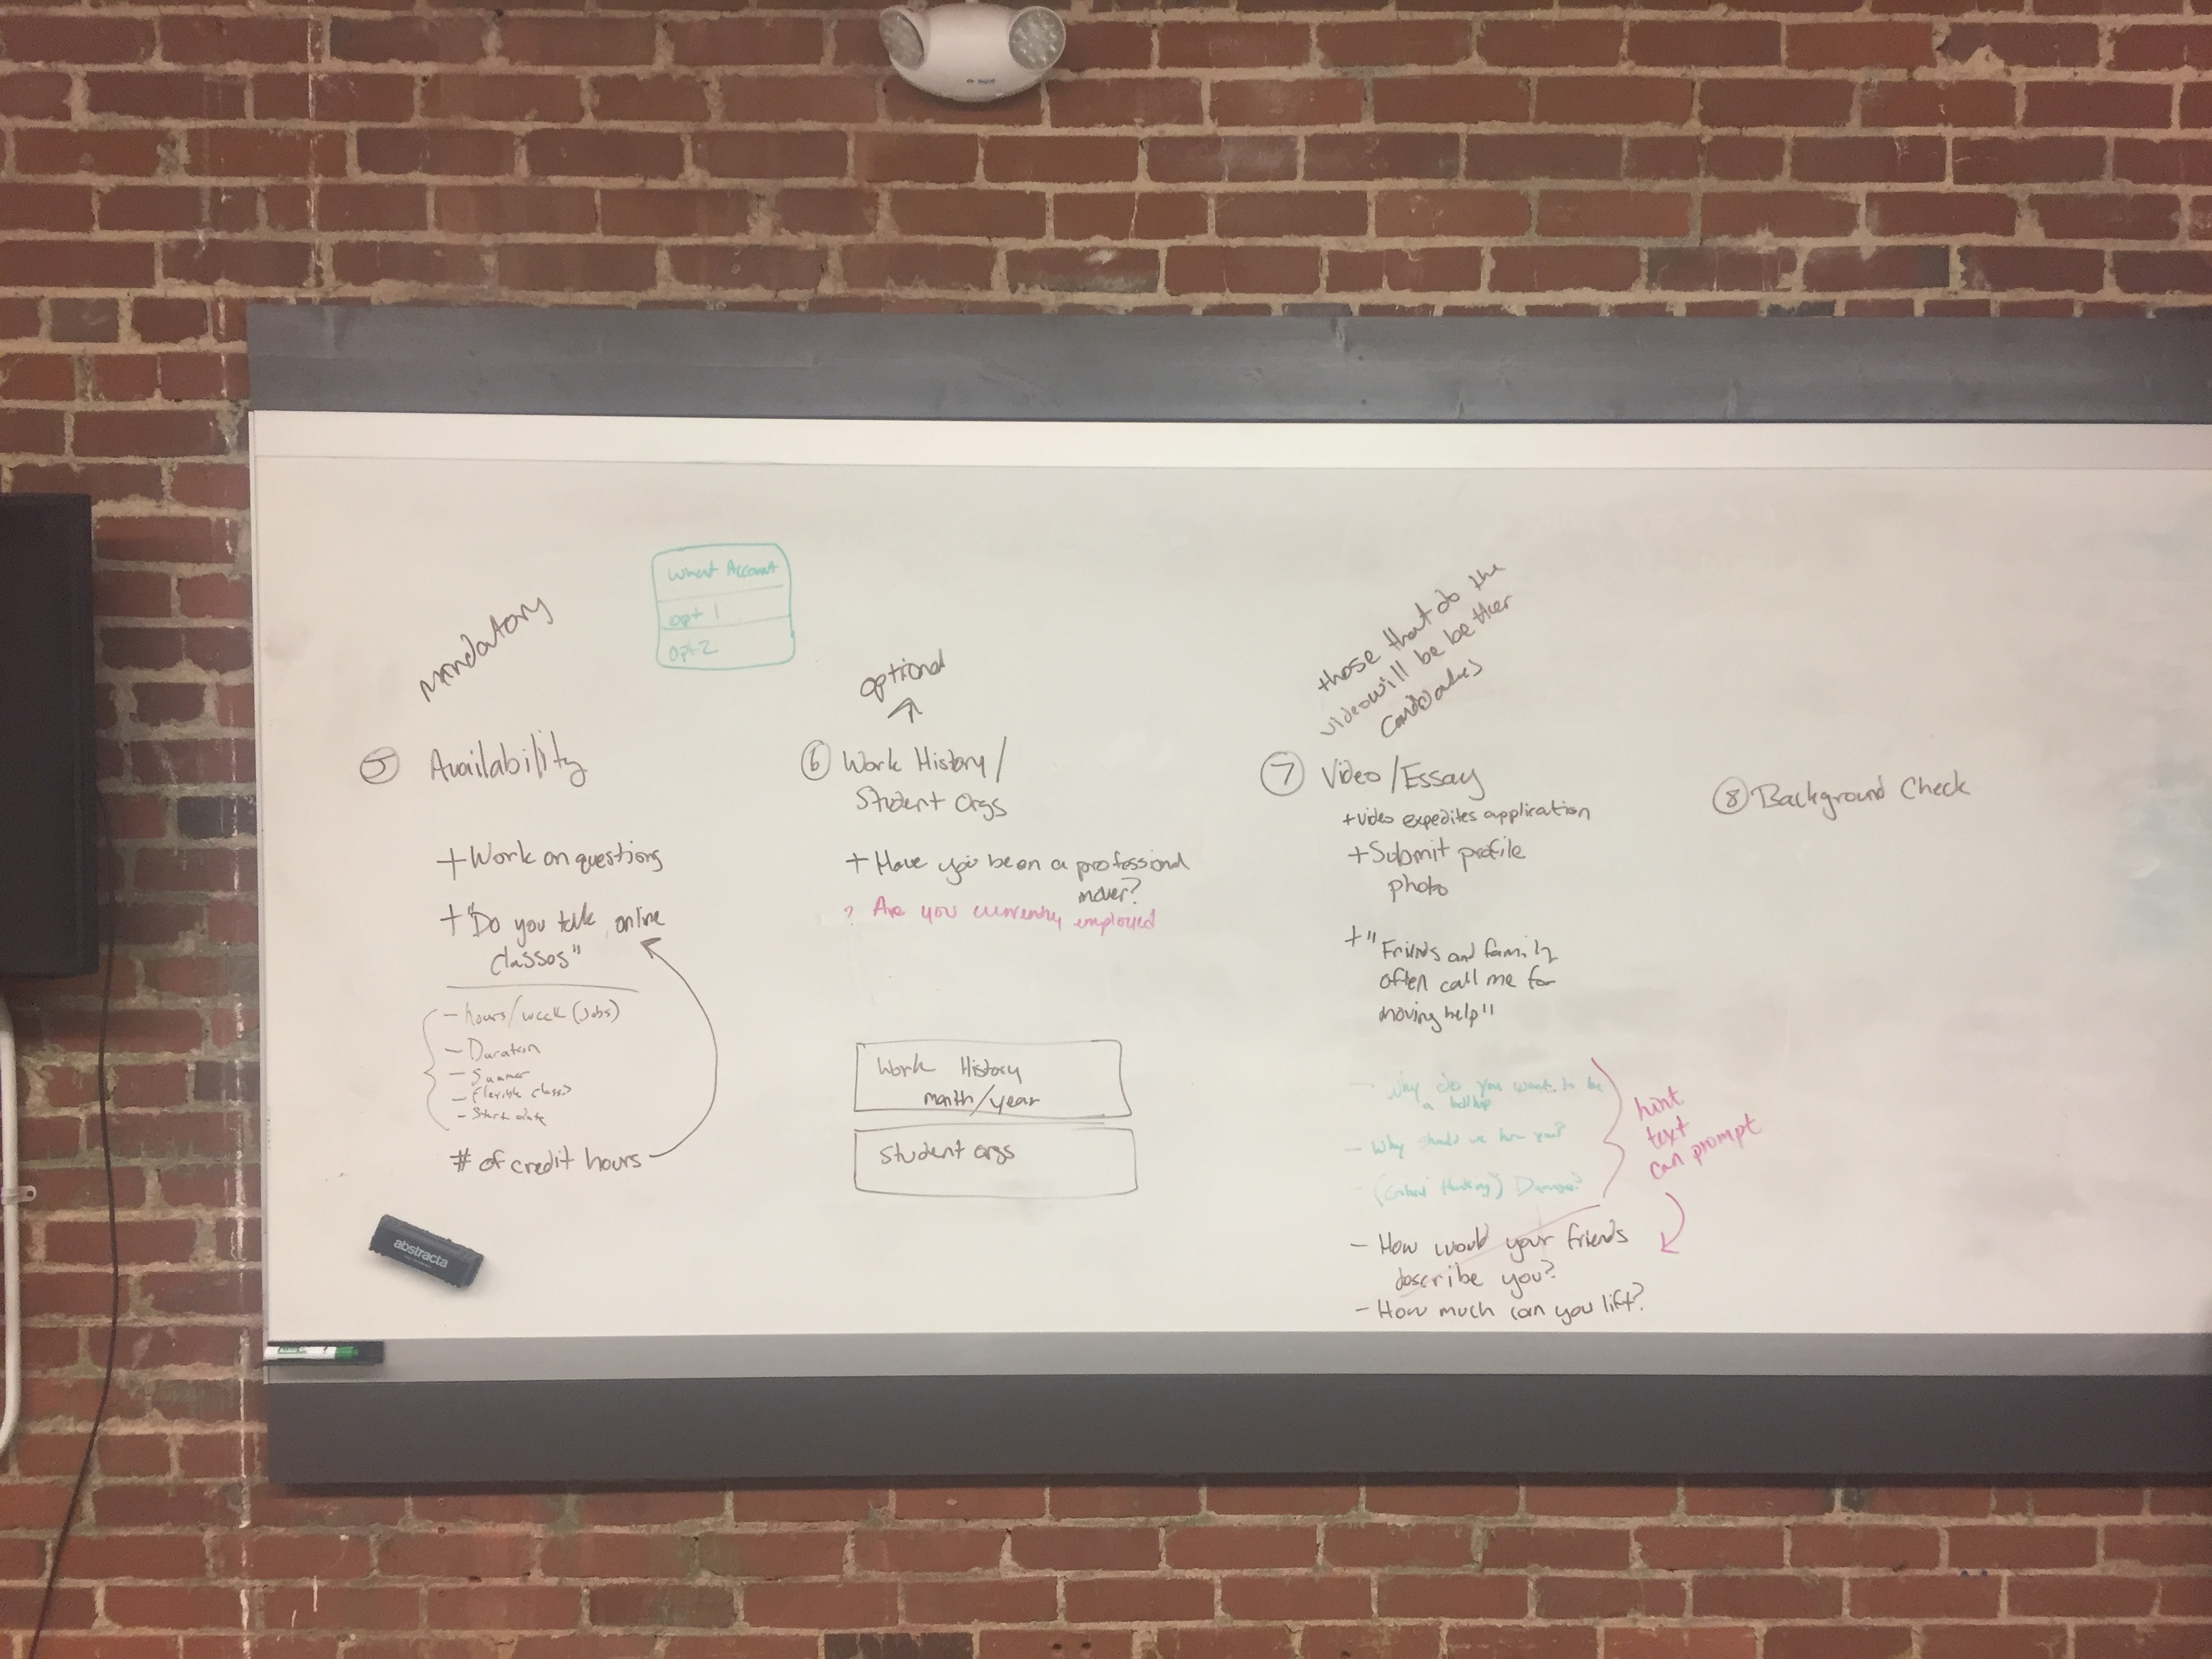 mandatory
What Account
opt 1
opt 2
5 Availability
+ Work on questions
+ "Do you take online
classes"
- hours/week (jobs)
- Duration
- Summer
- Flexible classes
- Start date
# of credit hours
abstracta
optional
6 Work History/
Student Orgs
+ Have you been a professional
mover?
? Are you currently employed
Work History
month/year
Student orgs
those that do the
video will be better
candidates
7 Video/Essay
+ Video expedites application
+ Submit profile
photo
+ "Friends and family
often call me for
moving help"
- Why do you want to be
a bellhop
- Why should we hire you?
- (Critical thinking) Damage?
hint
text
can prompt
- How would your friends
describe you?
- How much can you lift?
8 Background Check